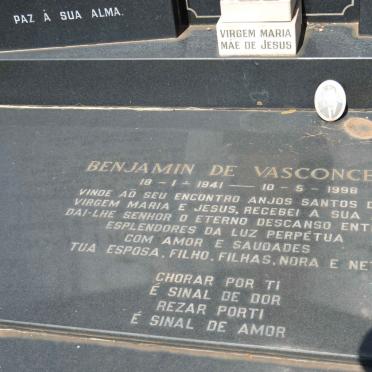 PAZ À SUA ALMA.
VIRGEM MARIA
MAE DE JESUS
BENJAMIN DE VASCONCE
18-1-1941 — 10-5-1998
VINDE AO SEU ENCONTRO ANJOS SANTOS D
VIRGEM MARIA E JESUS, RECEBEI A SUA
DAI-LHE SENHOR O ETERNO DESCANSO ENT
ESPLENDORES DA LUZ PERPÉTUA
COM AMOR E SAUDADES
TUA ESPOSA, FILHO, FILHAS, NORA E NET
CHORAR POR TI
É SINAL DE DOR
REZAR PORTI
É SINAL DE AMOR